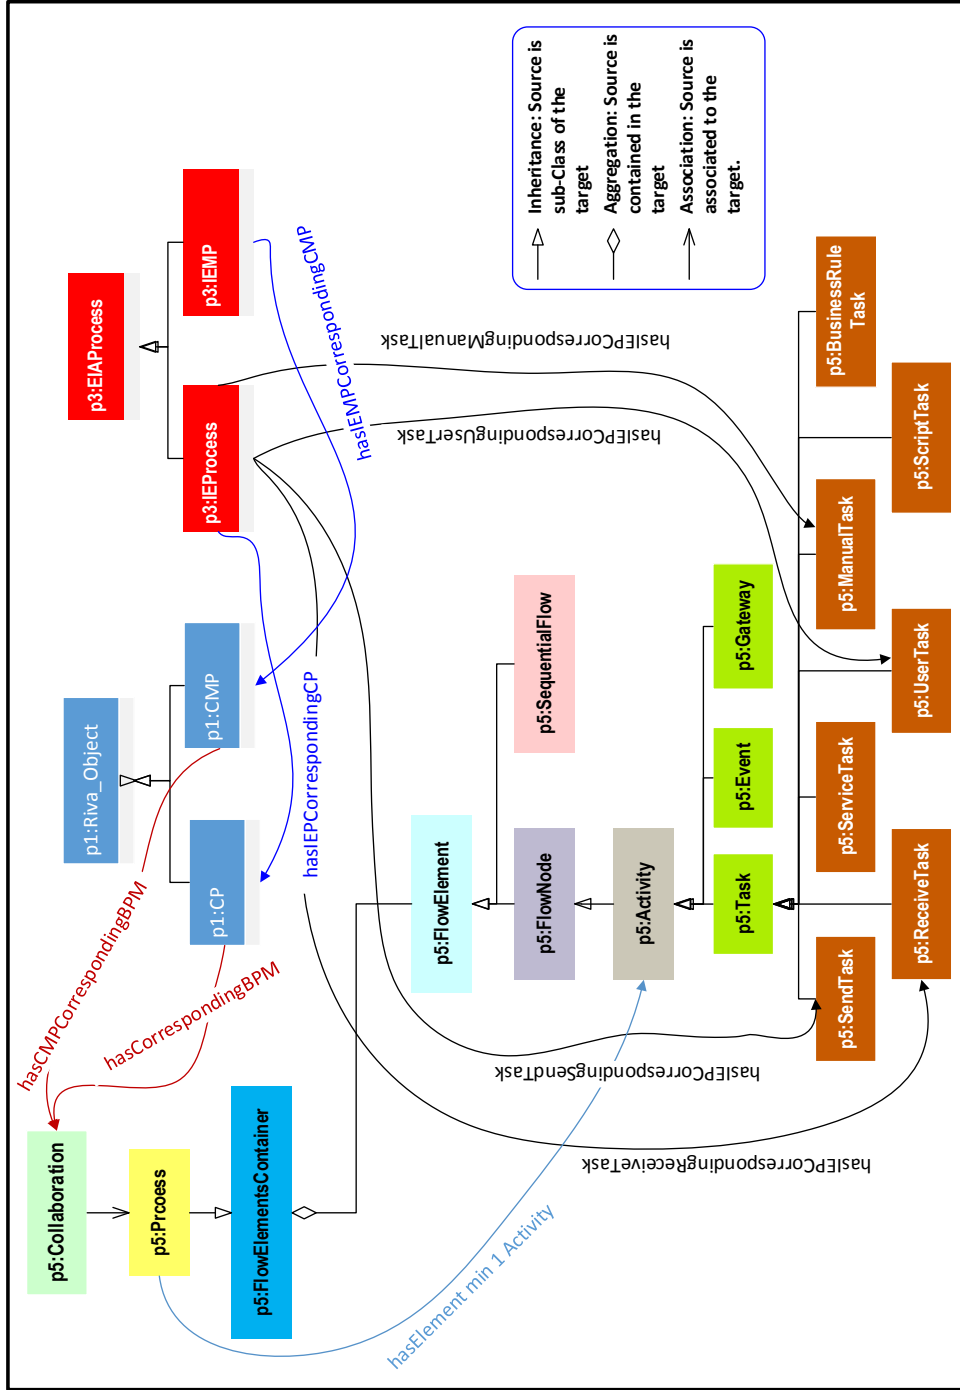 p5:Collaboration
p5:Prcoess
p5:FlowElementsContainer
hasCMPCorrespondingBPM
hasCorrespondingBPM
p1:Riva_Object
p1:CP
p1:CMP
p3:EIAProcess
p3:IEProcess
p3:IEMP
hasIEPCorrespondingCP
hasIEMPCorrespondingCMP
hasIEPCorrespondingManualTask
hasIEPCorrespondingUserTask
hasIEPCorrespondingSendTask
hasIEPCorrespondingReceiveTask
hasElement min 1 Activity
p5:FlowElement
p5:FlowNode
p5:SequentialFlow
p5:Activity
p5:Task
p5:Event
p5:Gateway
p5:SendTask
p5:ServiceTask
p5:ManualTask
p5:BusinessRule
Task
p5:ReceiveTask
p5:UserTask
p5:ScriptTask
Inheritance: Source is
sub-Class of the
target
Aggregation: Source is
contained in the
target
Association: Source is
associated to the
target.